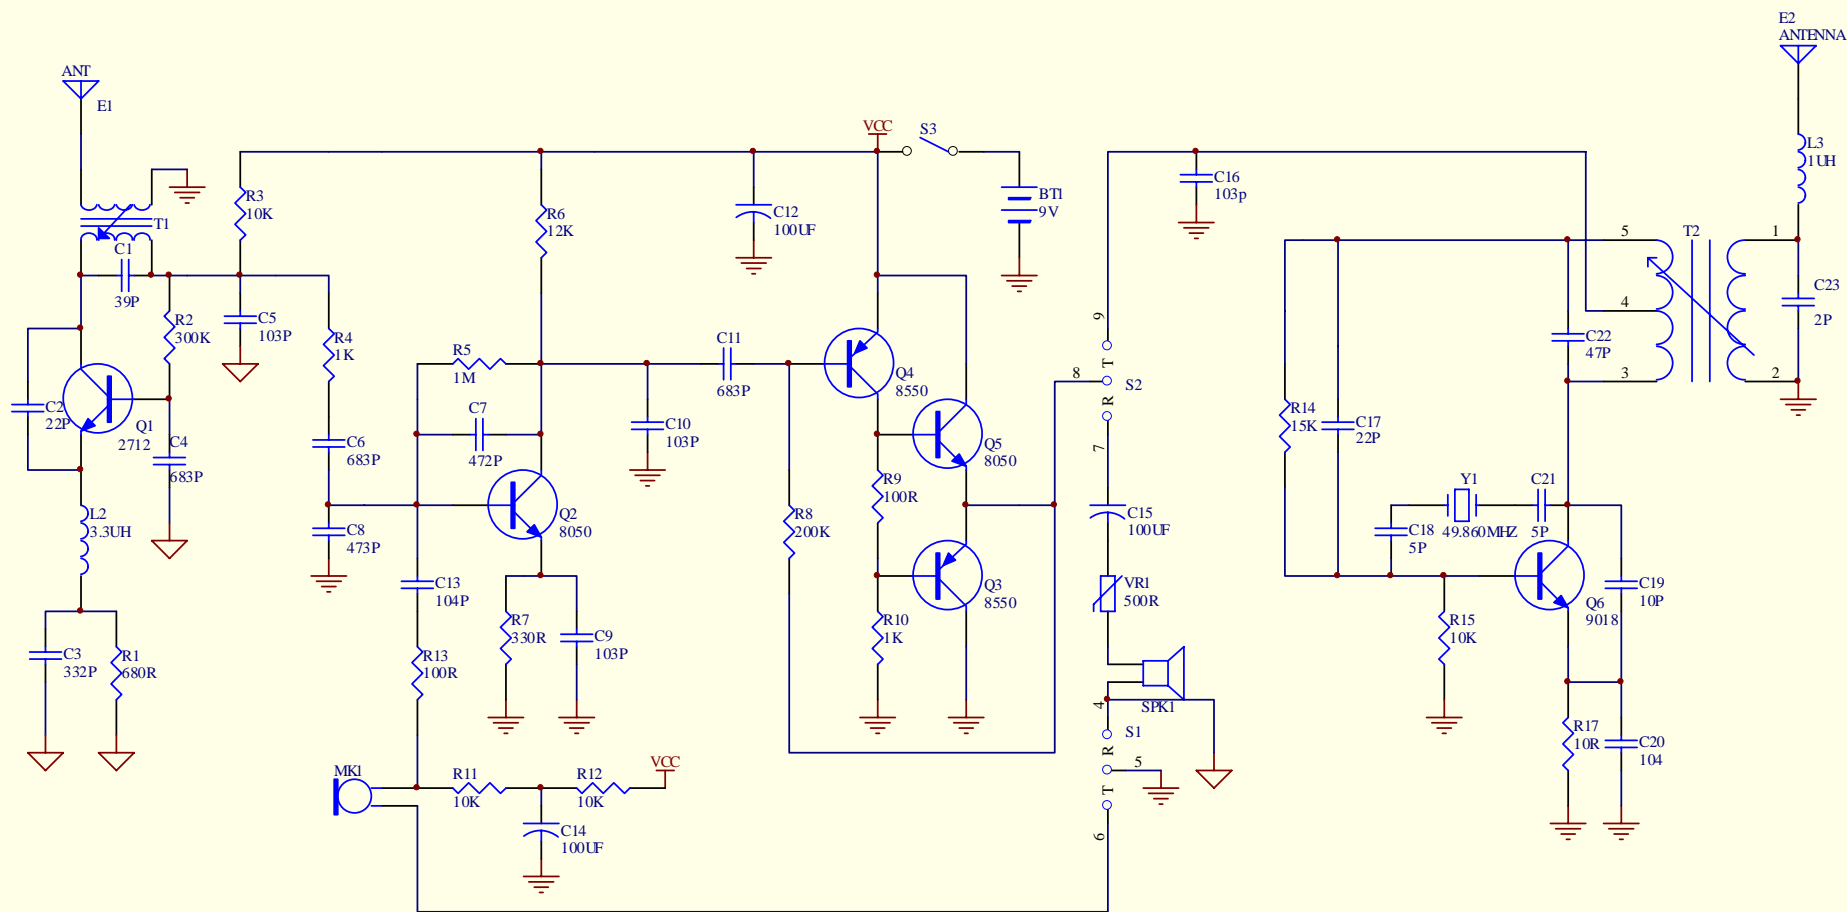 E2
ANTENNA
ANT
E1
VCC
S3
L3
1UH
C16
103p
R3
10K
BT1
9V
T1
R6
12K
C12
100UF
5
T2
1
C1
39P
C23
2P
4
R2
300K
C5
103P
9
R4
1K
C11
683P
C22
47P
R5
1M
T
Q4
8550
8
S2
3
2
R
C2
22P
C7
472P
R14
15K
Q1
2712
C4
683P
C6
683P
C10
103P
C17
22P
Q5
8050
7
R9
100R
Y1
49.860MHZ
C21
5P
L2
3.3UH
Q2
8050
R8
200K
C15
100UF
C8
473P
C18
5P
C13
104P
Q3
8550
VR1
500R
C19
10P
Q6
9018
R7
330R
C9
103P
R10
1K
R15
10K
C3
332P
R1
680R
R13
100R
4
SPK1
S1
R
R17
10R
C20
104
MK1
R11
10K
R12
10K
VCC
5
T
C14
100UF
6